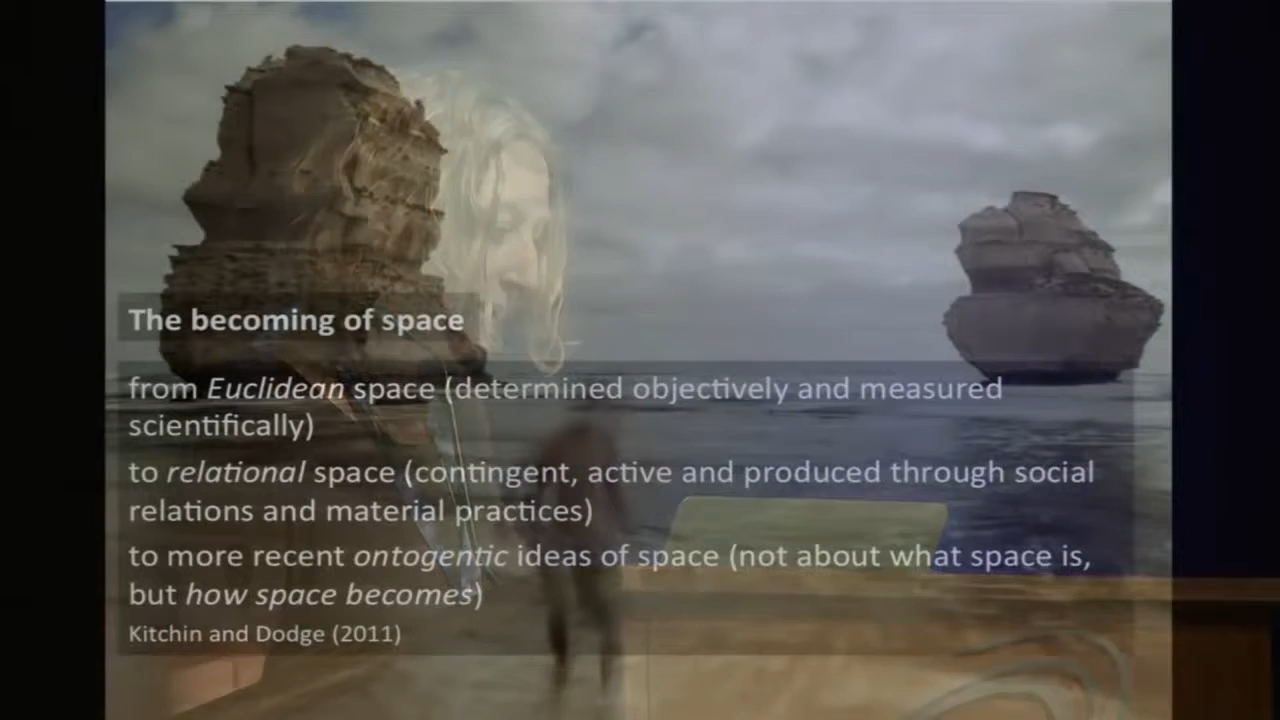 The becoming of space
from Euclidean space (determined objectively and measured
scientifically)
to relational space (contingent, active and produced through social
relations and material practices)
to more recent ontogentic ideas of space (not about what space is,
but how space becomes)
Kitchin and Dodge (2011)